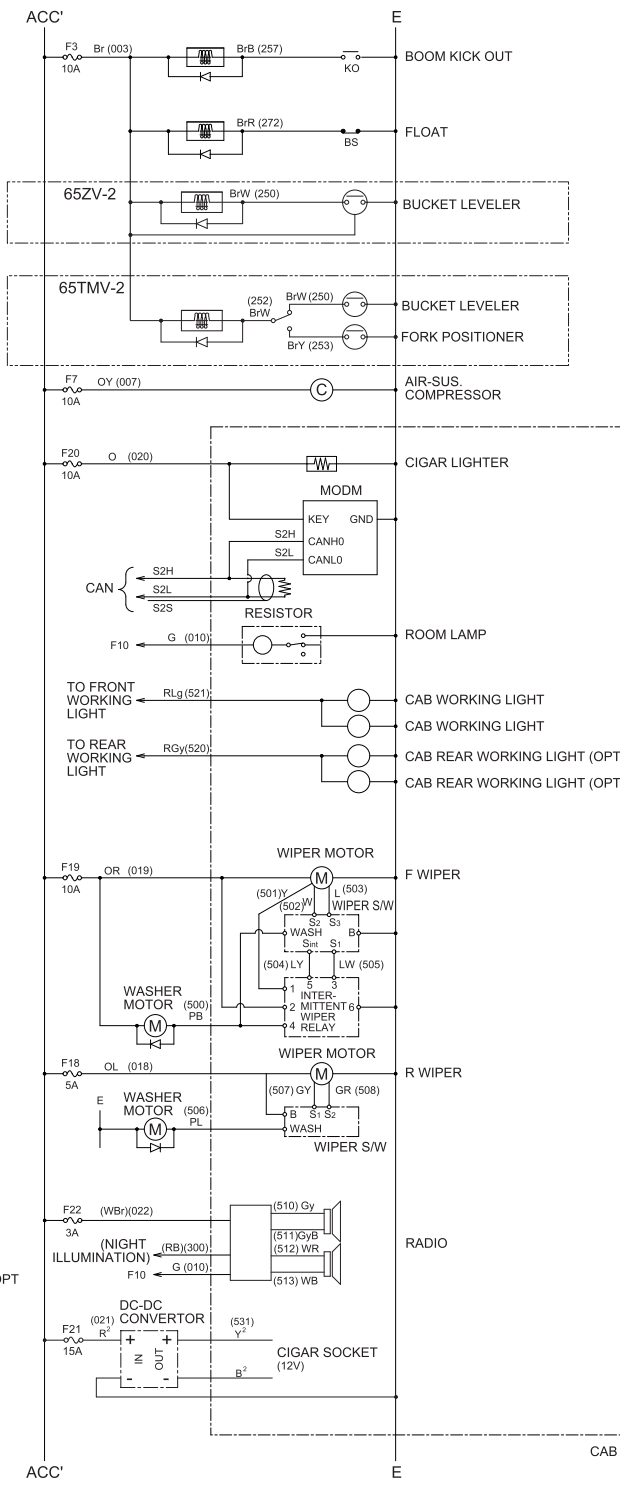 ACC' E
F3 Br (003) BrB (257) BOOM KICK OUT
10A KO
BrR (272) FLOAT
BS
65ZV-2 BrW (250) BUCKET LEVELER
65TMV-2
(252) BrW(250) BUCKET LEVELER
BrW
BrY (253) FORK POSITIONER
F7 OY (007) C AIR-SUS.
10A COMPRESSOR
F20 O (020) CIGAR LIGHTER
10A
MODM
KEY GND
S2H CANH0
S2L CANL0
CAN S2H
S2L
S2S
RESISTOR
F10 G (010) ROOM LAMP
TO FRONT
WORKING RLg(521) CAB WORKING LIGHT
LIGHT CAB WORKING LIGHT
TO REAR
WORKING RGy(520) CAB REAR WORKING LIGHT (OPT
LIGHT CAB REAR WORKING LIGHT (OPT
WIPER MOTOR
F19 OR (019) M F WIPER
10A
(501)Y W L (503)
(502) WIPER S/W
S2 S3
WASH B
Sint S1
(504) LY LW (505)
5 3
1 INTER-
2 MITTENT 6
WIPER
4 RELAY
WASHER
MOTOR (500)
M PB
WIPER MOTOR
F18 OL (018) M R WIPER
5A
(507) GY GR (508)
E WASHER
MOTOR (506)
M PL
B S1 S2
WASH
WIPER S/W
F22 (WBr)(022) (510) Gy
3A (511)GyB
(NIGHT
ILLUMINATION) (RB)(300) (512) WR RADIO
F10 G (010) (513) WB
OPT
DC-DC
CONVERTOR
F21 (021) (531)
15A R2 + + Y2
IN OUT CIGAR SOCKET
(12V)
- - B2
CAB
ACC' E